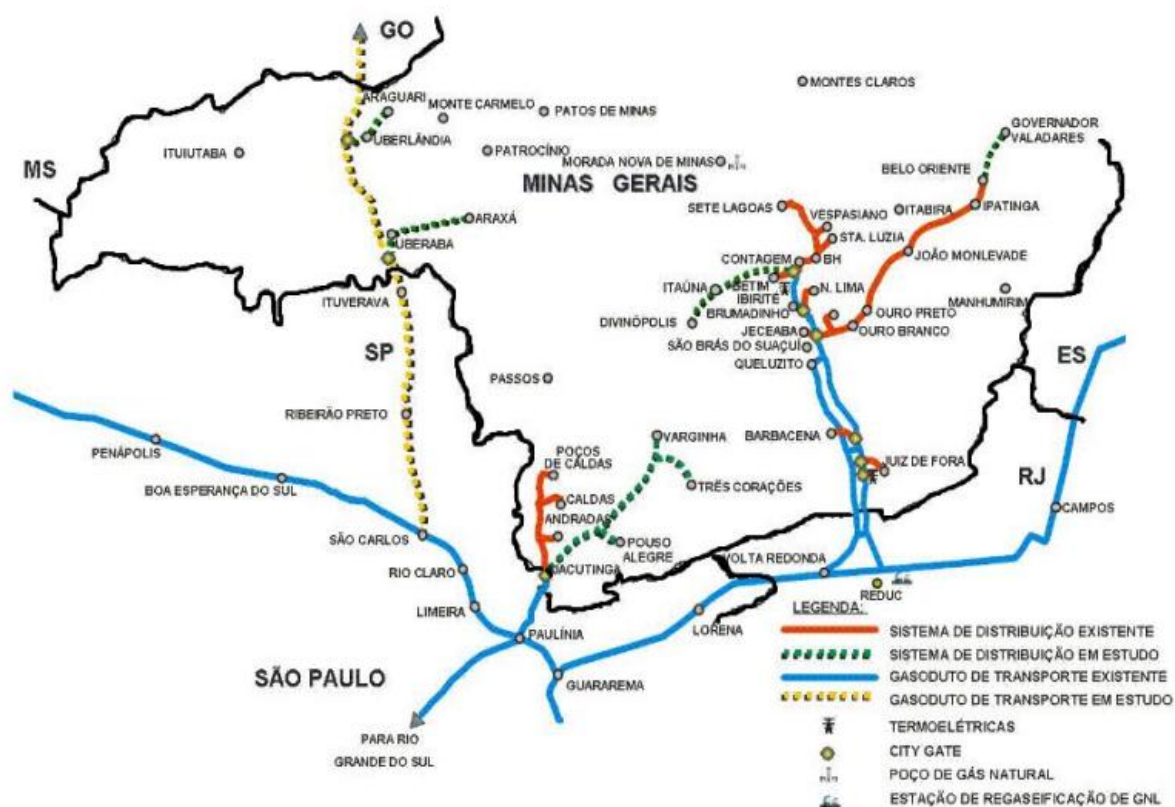 GO
MONTES CLAROS
ARAGUARI
MONTE CARMELO
PATOS DE MINAS
GOVERNADOR
VALADARES
UBERLÂNDIA
ITUIUTABA
PATROCÍNIO
MORADA NOVA DE MINAS
BELO ORIENTE
MS
MINAS GERAIS
SETE LAGOAS
VESPASIANO
ITABIRA
IPATINGA
ARAXÁ
STA. LUZIA
UBERABA
CONTAGEM
BH
JOÃO MONLEVADE
ITAÚNA
BETIM
IBIRITÉ
N. LIMA
MANHUMIRIM
ITUVERAVA
BRUMADINHO
OURO PRETO
DIVINÓPOLIS
JECEABA
OURO BRANCO
SÃO BRÁS DO SUAÇUÍ
SP
QUELUZITO
ES
PASSOS
RIBEIRÃO PRETO
VARGINHA
BARBACENA
PENÁPOLIS
POÇOS
DE CALDAS
JUIZ DE FORA
RJ
BOA ESPERANÇA DO SUL
TRÊS CORAÇÕES
CALDAS
CAMPOS
ANDRADAS
SÃO CARLOS
POUSO
ALEGRE
VOLTA REDONDA
JACUTINGA
RIO CLARO
REDUC
LIMEIRA
LORENA
PAULÍNIA
SÃO PAULO
GUARAREMA
PARA RIO
GRANDE DO SUL
LEGENDA:
SISTEMA DE DISTRIBUIÇÃO EXISTENTE
SISTEMA DE DISTRIBUIÇÃO EM ESTUDO
GASODUTO DE TRANSPORTE EXISTENTE
GASODUTO DE TRANSPORTE EM ESTUDO
TERMOELÉTRICAS
CITY GATE
POÇO DE GÁS NATURAL
ESTAÇÃO DE REGASEIFICAÇÃO DE GNL